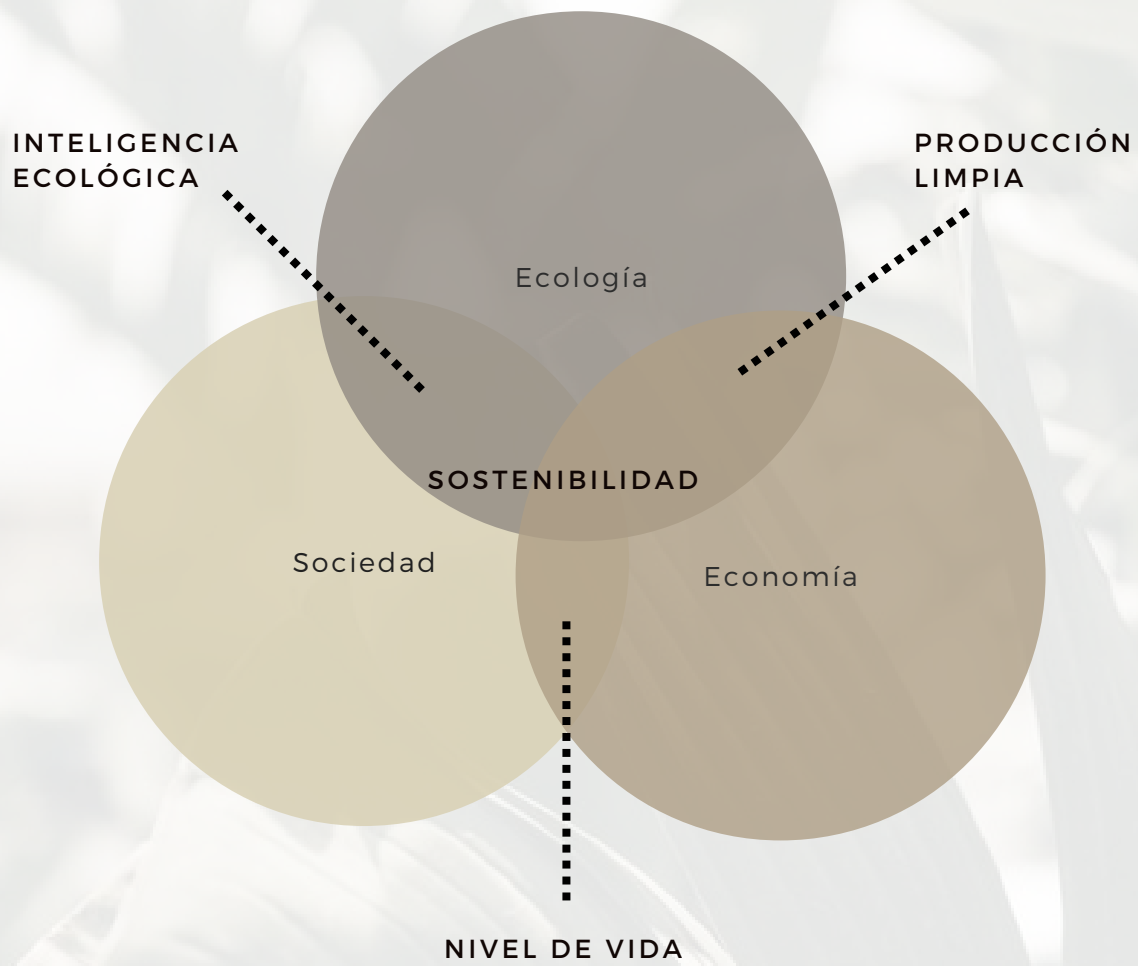 INTELIGENCIA
ECOLÓGICA
PRODUCCIÓN
LIMPIA
Ecología
SOSTENIBILIDAD
Sociedad
Economía
NIVEL DE VIDA